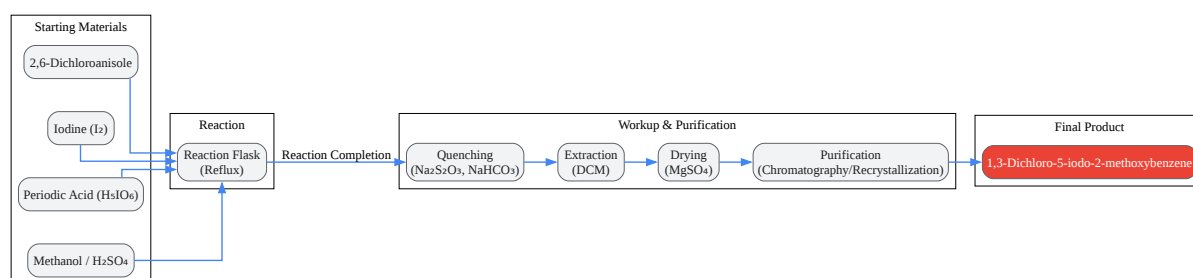 Starting Materials
2,6-Dichloroanisole
Iodine (I₂)
Periodic Acid (H₅IO₆)
Methanol / H₂SO₄
Reaction
Reaction Flask
(Reflux)
Reaction Completion
Workup & Purification
Quenching
(Na₂S₂O₃, NaHCO₃)
Extraction
(DCM)
Drying
(MgSO₄)
Purification
(Chromatography/Recrystallization)
Final Product
1,3-Dichloro-5-iodo-2-methoxybenzene